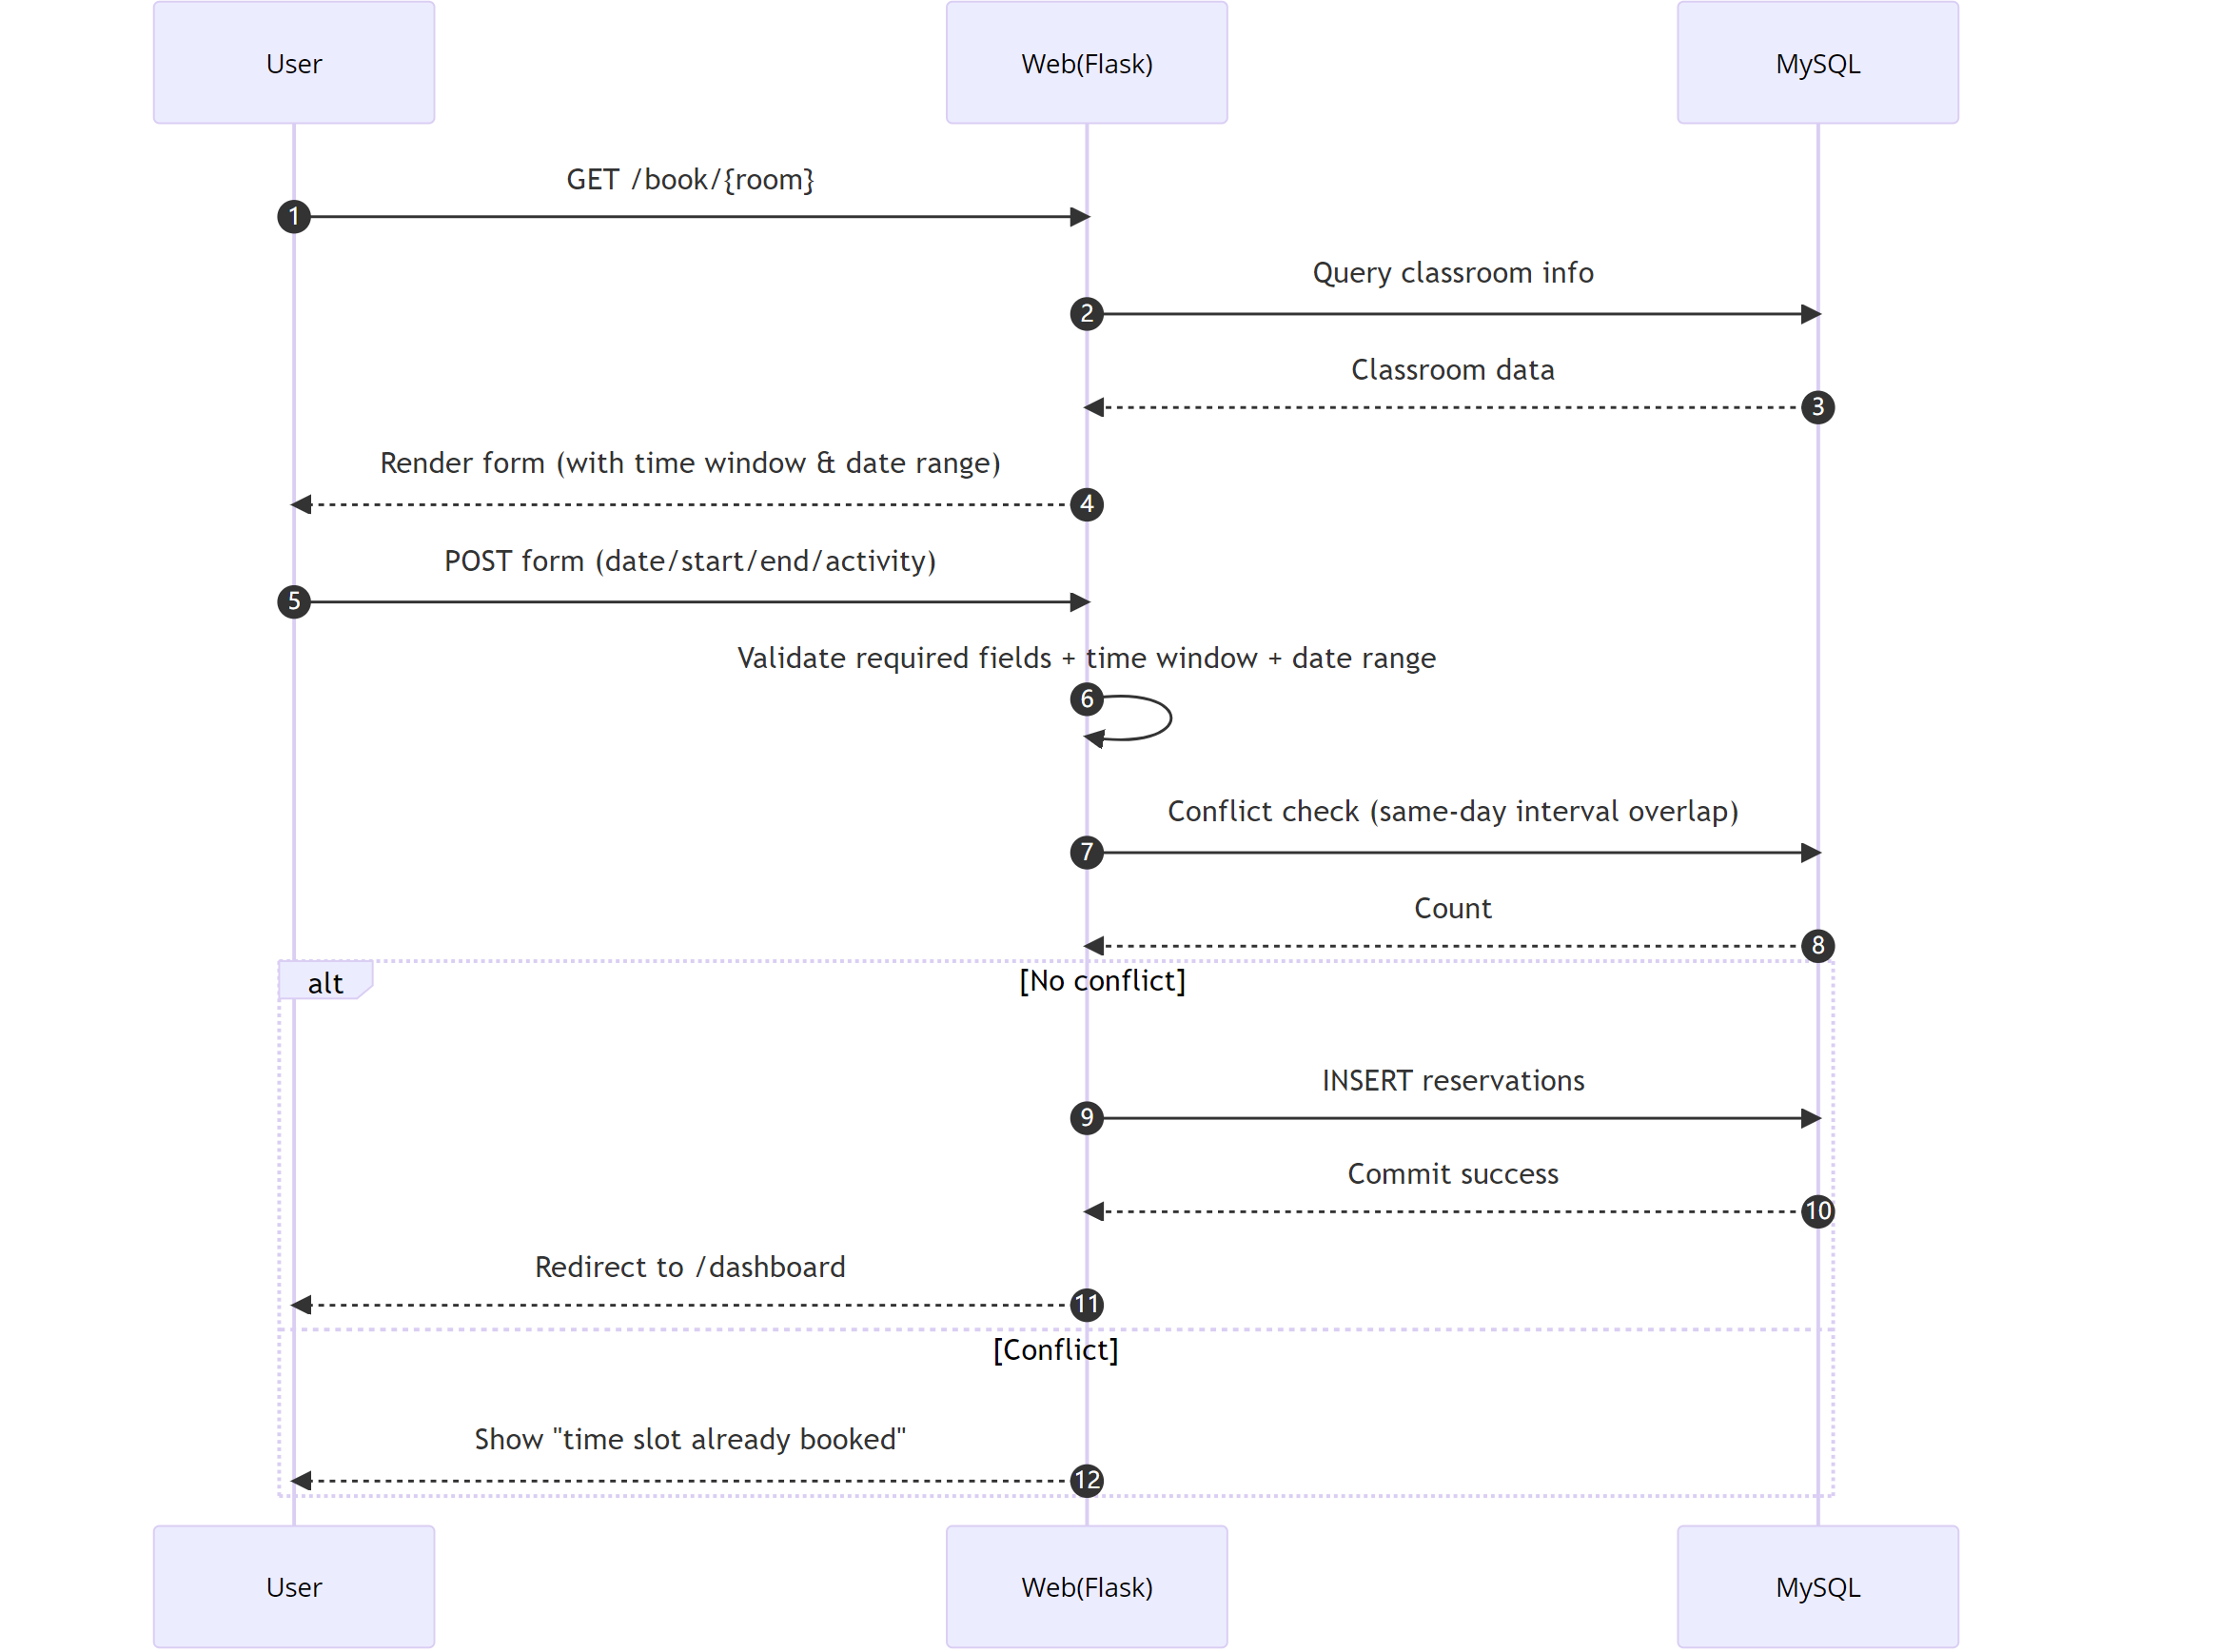 User
Web(Flask)
MySQL
GET /book/{room}
1
Query classroom info
2
Classroom data
3
Render form (with time window & date range)
4
POST form (date/start/end/activity)
5
Validate required fields + time window + date range
6
Conflict check (same-day interval overlap)
7
Count
8
alt
[No conflict]
INSERT reservations
9
Commit success
10
Redirect to /dashboard
11
[Conflict]
Show "time slot already booked"
12
User
Web(Flask)
MySQL